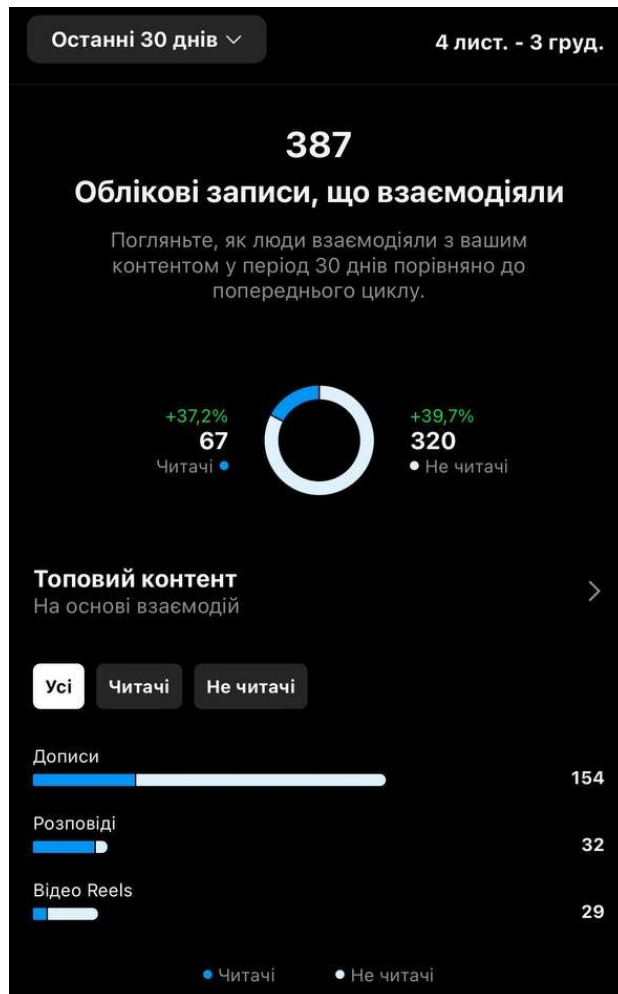 Останні 30 днів
4 лист. - 3 груд.
387
Облікові записи, що взаємодіяли
Погляньте, як люди взаємодіяли з вашим
контентом у період 30 днів порівняно до
попереднього циклу.
+37,2%
67
Читачі
+39,7%
320
Не читачі
Топовий контент
На основі взаємодій
Усі Читачі Не читачі
Дописи
154
Розповіді
32
Відео Reels
29
Читачі Не читачі